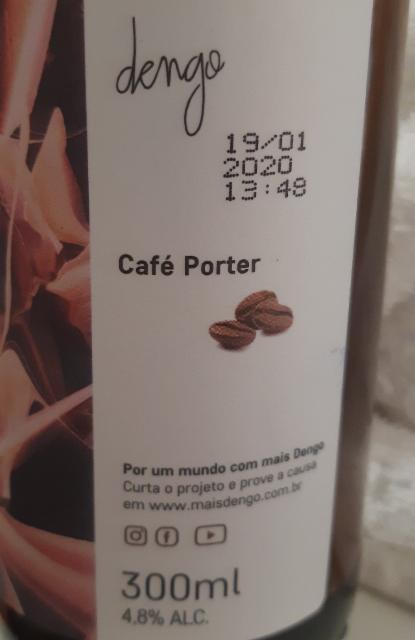 dengo
19/01
2020
13:48
Café Porter
Por um mundo com mais Dengo
Curta o projeto e prove a causa
em www.maisdengo.com.br
300ml
4,8% ALC.